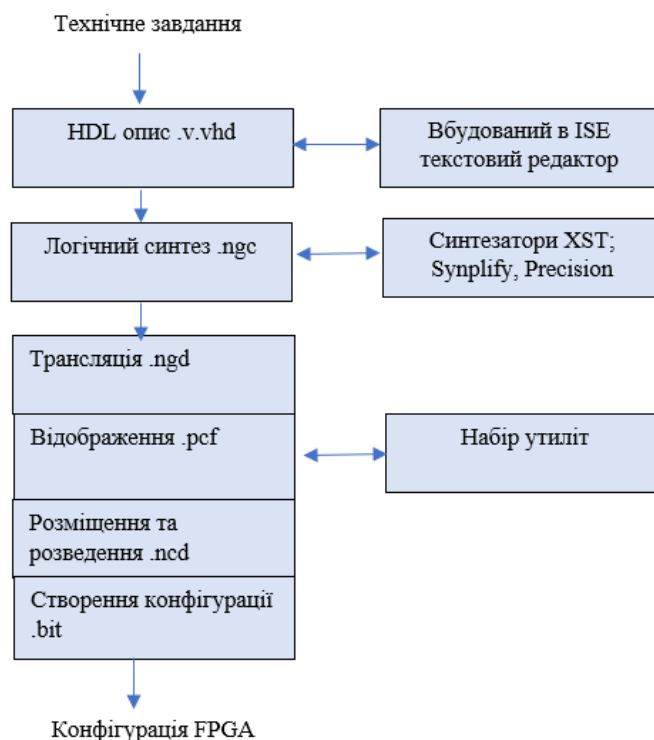 Технічне завдання
HDL опис .v.vhd
Вбудований в ISE
текстовий редактор
Логічний синтез .ngc
Синтезатори XST;
Synplify, Precision
Трансляція .ngd
Відображення .pcf
Набір утиліт
Розміщення та
розведення .ncd
Створення конфігурації
.bit
Конфігурація FPGA